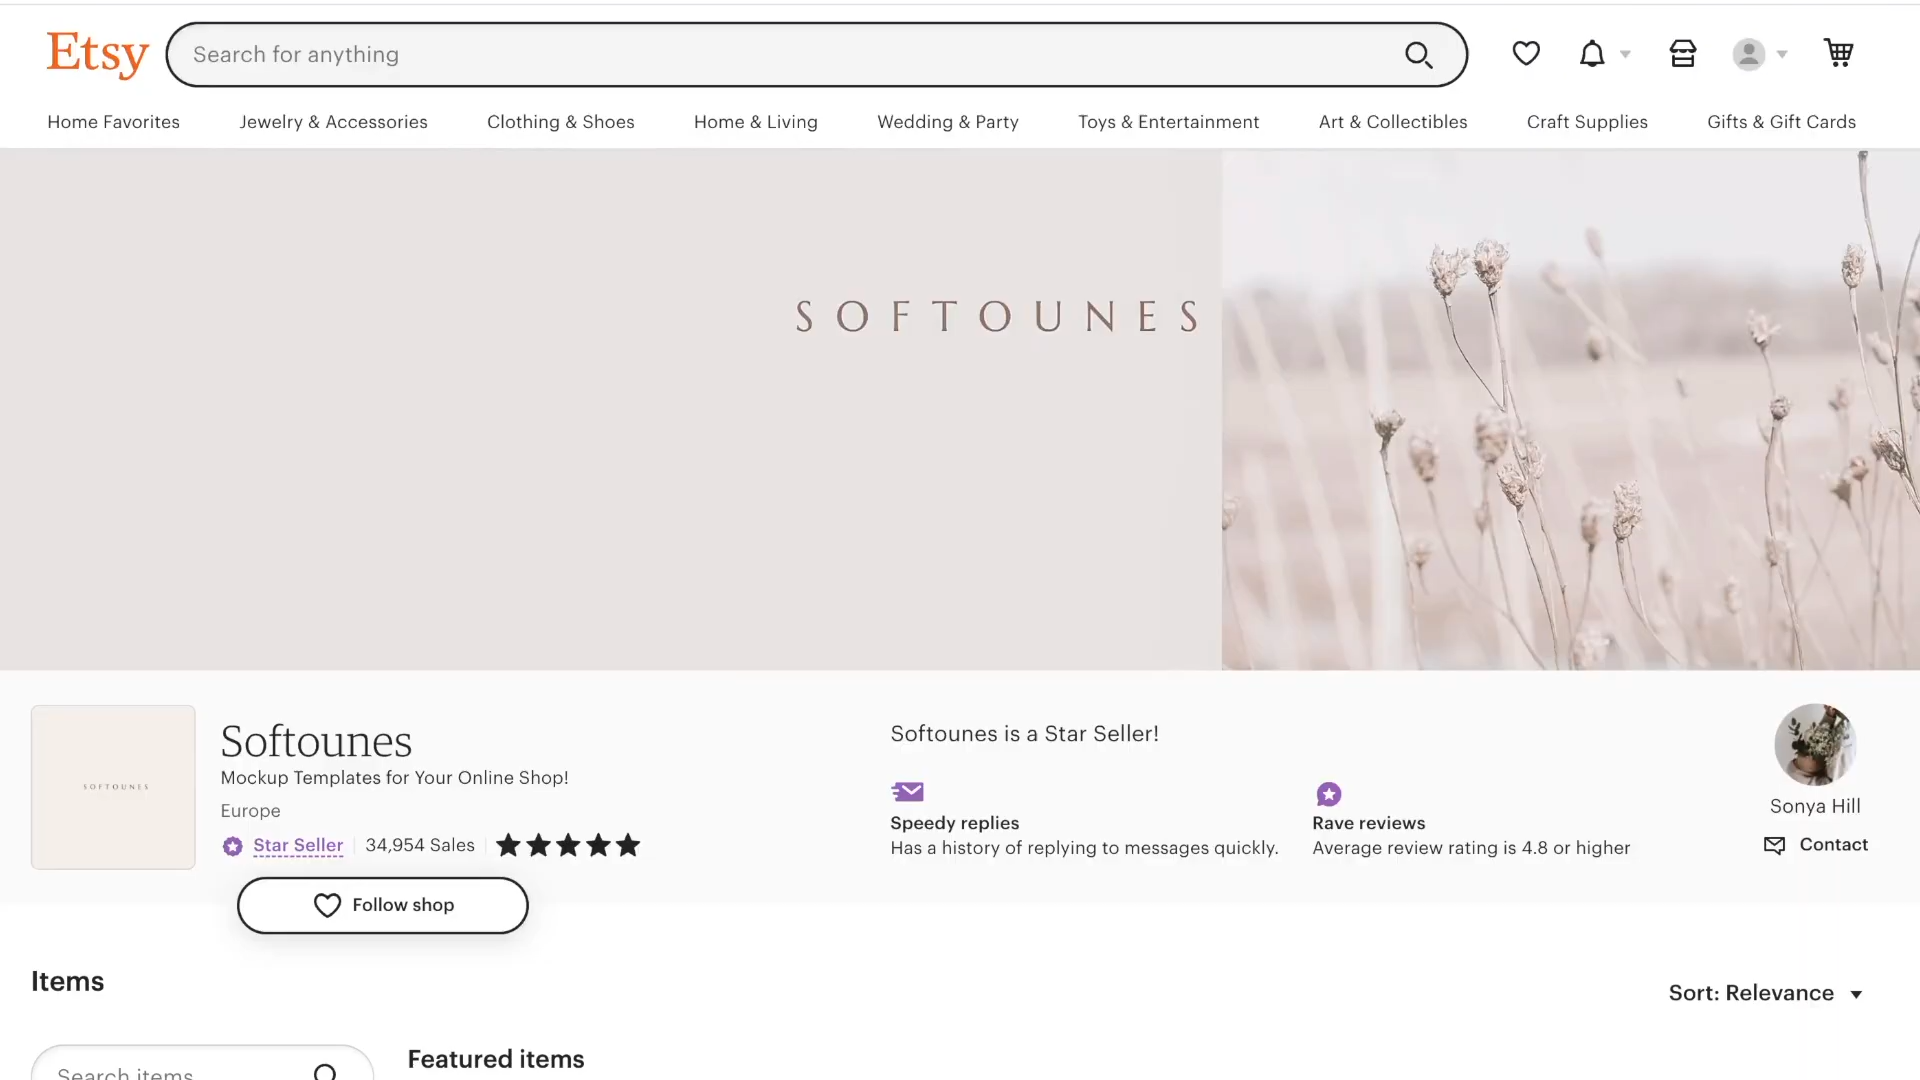 Etsy
Search for anything
Home Favorites
Jewelry & Accessories
Clothing & Shoes
Home & Living
Wedding & Party
Toys & Entertainment
Art & Collectibles
Craft Supplies
Gifts & Gift Cards
SOFTOUNES
SOFTOUNES
Softounes
Mockup Templates for Your Online Shop!
Europe
Star Seller
34,954 Sales
Follow shop
Softounes is a Star Seller!
Speedy replies
Has a history of replying to messages quickly.
Rave reviews
Average review rating is 4.8 or higher
Sonya Hill
Contact
Items
Sort: Relevance
Search items
Featured items